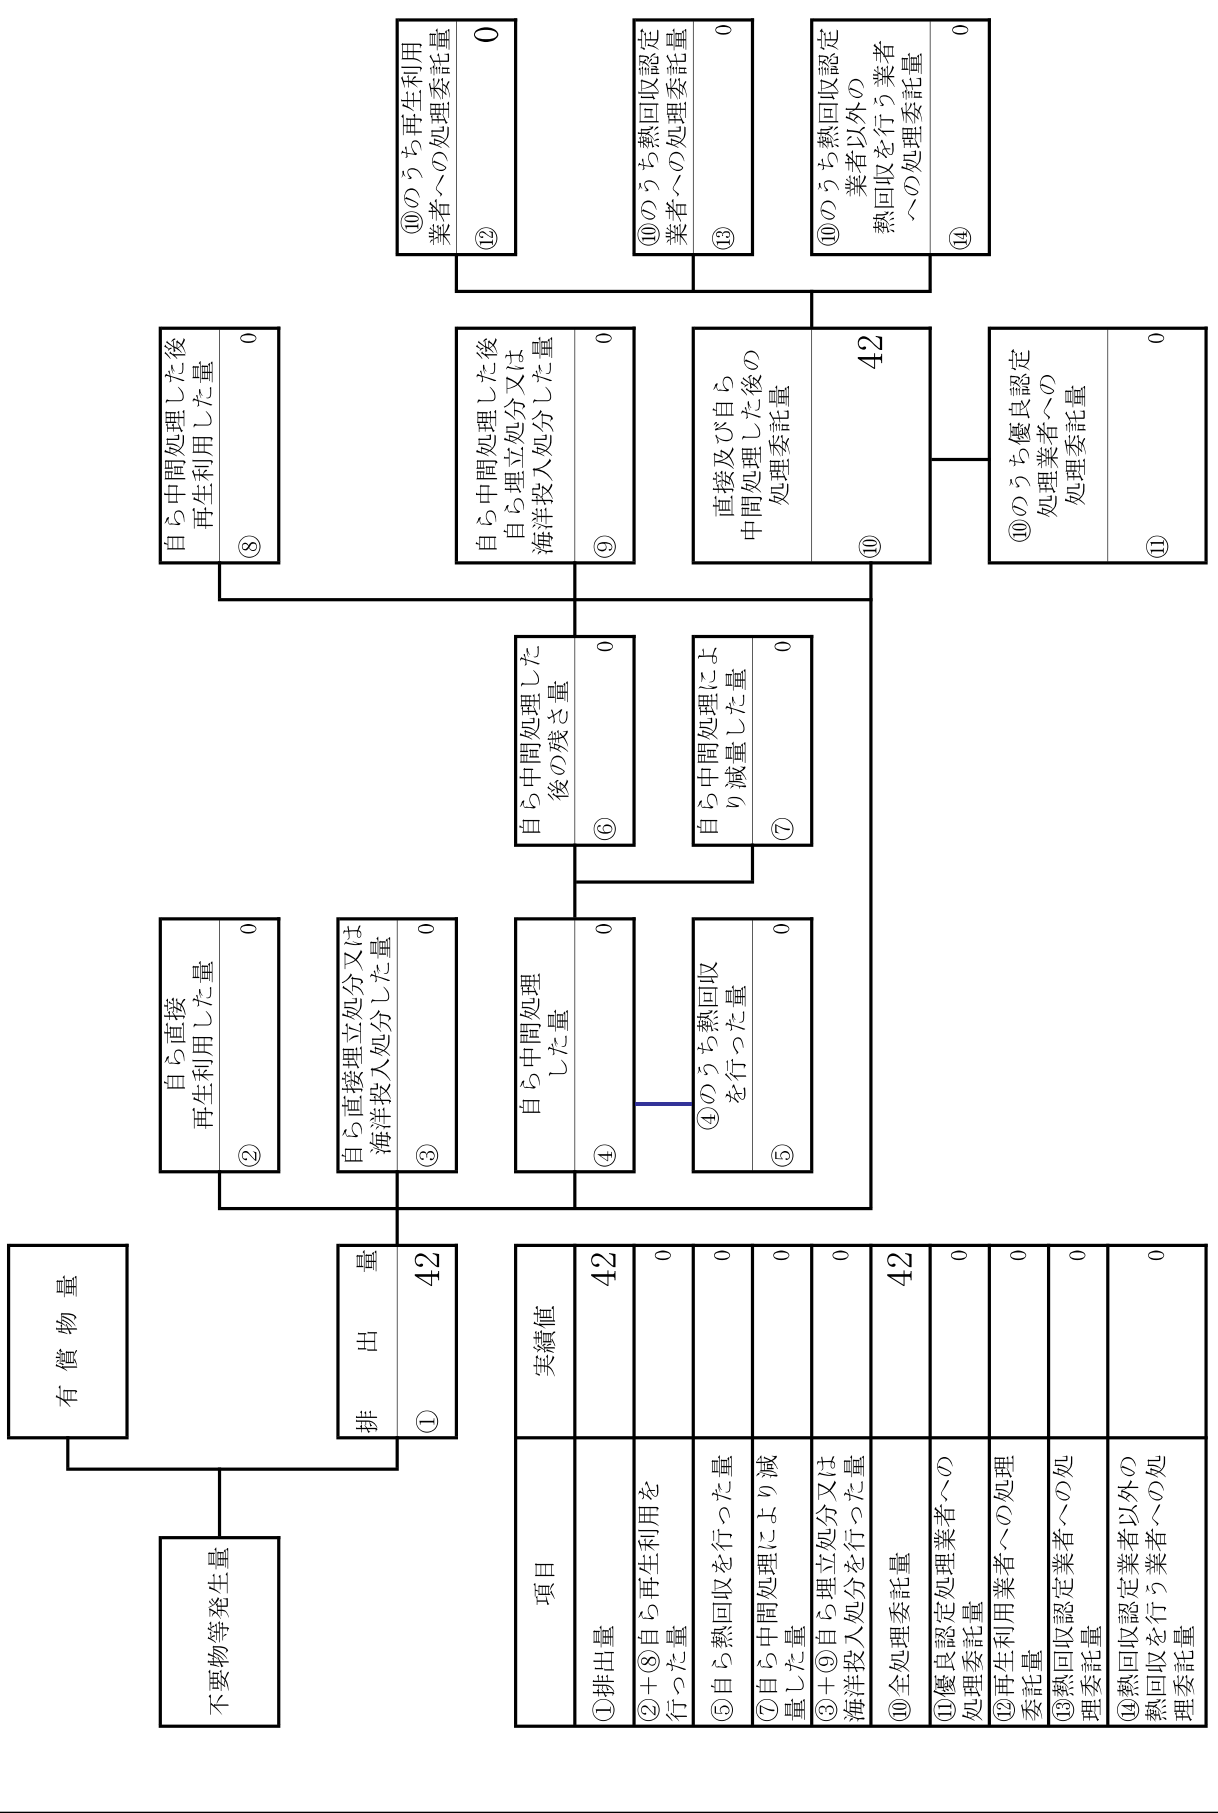 有償物量
不要物等発生量
排出量
① 42
自ら直接
再生利用した量
② 0
自ら直接埋立処分又は
海洋投入処分した量
③ 0
自ら中間処理
した量
④ 0
④のうち熱回収
を行った量
⑤ 0
自ら中間処理した
後の残さ量
⑥ 0
自ら中間処理によ
り減量した量
⑦ 0
自ら中間処理した後
再生利用した量
⑧ 0
自ら中間処理した後
自ら埋立処分又は
海洋投入処分した量
⑨ 0
直接及び自ら
中間処理した後の
処理委託量
⑩ 42
⑩のうち優良認定
処理業者への
処理委託量
⑪ 0
⑩のうち再生利用
業者への処理委託量
⑫ 0
⑩のうち熱回収認定
業者への処理委託量
⑬ 0
⑩のうち熱回収認定
業者以外の
熱回収を行う業者
への処理委託量
⑭ 0
項目 実績値
①排出量 42
②+⑧自ら再生利用を
行った量 0
⑤自ら熱回収を行った量 0
⑦自ら中間処理により減
量した量 0
③+⑨自ら埋立処分又は
海洋投入処分を行った量 0
⑩全処理委託量 42
⑪優良認定処理業者への
処理委託量 0
⑫再生利用業者への処理
委託量 0
⑬熱回収認定業者への処
理委託量 0
⑭熱回収認定業者以外の
熱回収を行う業者への処
理委託量 0